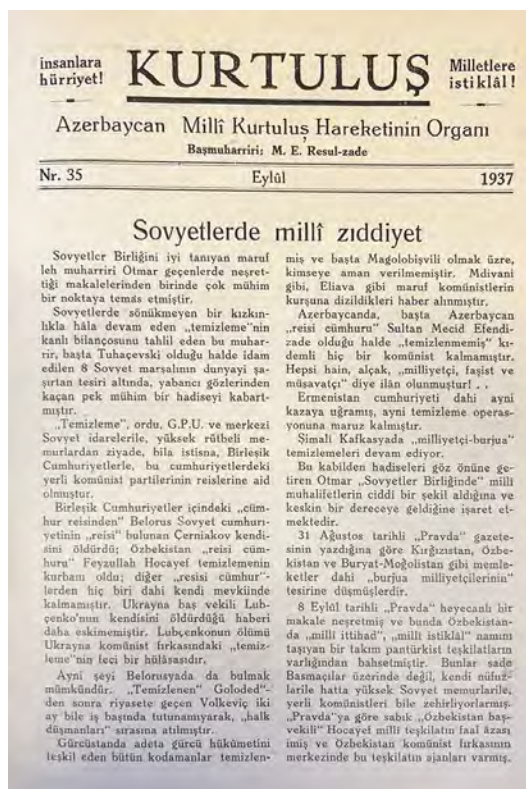 insanlara
hürriyet!
KURTULUŞ
Milletlere
istiklâl!
Azerbaycan Millî Kurtuluş Hareketinin Organı
Başmuharriri: M. E. Resul-zade
Nr. 35 Eylûl 1937
Sovyetlerde millî zıddiyet
Sovyetler Birliğini iyi tanıyan maruf
leh muharriri Otmar geçenlerde neşret-
tiği makalelerinden birinde çok mühim
bir noktaya temas etmiştir.
Sovyetlerde sönükmeyen bir kızkın-
lıkla hâla devam eden „temizleme"nin
kanlı bilançosunu tahlil eden bu muhar-
rir, başta Tuhaçevski olduğu halde idam
edilen 8 Sovyet marşalının dunyayi şa-
şırtan tesiri altında, yabancı gözlerinden
kaçan pek mühim bir hadiseyi kabart-
mıştır.
„Temizleme", ordu, G.P.U. ve merkezi
Sovyet idarelerile, yüksek rütbeli me-
murlardan ziyade, bila istisna, Birleşik
Cumhuriyetlerle, bu cumhuriyetlerdeki
yerli komünist partilerinin reislerine aid
olmuştur.
Birleşik Cumhuriyetler içindeki „cüm-
hur reisinden" Belorus Sovyet cumhurı-
yetinin „reisi" bulunan Çerniakov kendi-
sini öldürdü; Özbekistan „reisi cüm-
huru" Feyzullah Hocayef temizlemenin
kurbanı oldu; diğer „resisi cümhur"-
lerden hiç biri dahi kendi mevkiinde
kalmamıştır. Ukrayna baş vekili Lub-
çenko'nun kendisini öldürdüğü haberi
daha eskimemiştir. Lubçenkonun ölümü
Ukrayna komünist fırkasındaki „temiz-
leme"nin feci bir hülâsasıdır.
Ayni şeyi Belorusyada da bulmak
mümkündür. „Temizlenen" Goloded"-
den sonra riyasete geçen Volkeviç iki
ay bile iş başında tutunamıyarak, „halk
düşmanları" sırasına atılmıştır.
Gürcüstanda adeta gürcü hükûmetini
teşkil eden bütün kodamanlar temizlen-
miş ve başta Magolobişvili olmak üzre,
kimseye aman verilmemiştir. Mdivani
gibi, Eliava gibi maruf komünistlerin
kurşuna dizildikleri haber alınmıştır.
Azerbaycanda, başta Azerbaycan
„reisi cümhuru" Sultan Mecid Efendi-
zade olduğu halde „temizlenmemiş" kı-
demli hiç bir komünist kalmamıştır.
Hepsi hain, alçak, „milliyetçi, faşist ve
müsavatçı" diye ilân olunmuştur! . .
Ermenistan cumhuriyeti dahi ayni
kazaya uğramış, ayni temizleme operas-
yonuna maruz kalmıştır.
Şimalî Kafkasyada „milliyetçi-burjua"
temizlemeleri devam ediyor.
Bu kabilden hadiseleri göz önüne ge-
tiren Otmar „Sovyetler Birliğinde" milli
muhalifetlerin ciddi bir şekil aldığına ve
keskin bir dereceye geldiğine işaret et-
mektedir.
31 Ağustos tarihli „Pravda" gazete-
sinin yazdığına göre Kırğızıstan, Özbe-
kistan ve Buryat-Moğolistan gibi memle-
ketler dahi „burjua milliyetçilerinin"
tesirine düşmüşlerdir.
8 Eylûl tarihli „Pravda" heyecanlı bir
makale neşretmiş ve bunda Özbekistan-
da „milli ittihad", „milli istiklâl" namını
taşıyan bir takım pantürkist teşkilatların
varlığından bahsetmiştir. Bunlar sade
Basmacılar üzerinde değil, kendi nüfuz-
larile hatta yüksek Sovyet memurlarile,
yerli komünistleri bile zehirliyorlarmış.
„Pravda"ya göre sabık „Özbekistan baş-
vekili" Hocayef milli teşkilatın faal âzası
imiş ve Özbekistan komünist fırkasının
merkezinde bu teşkilatın ajanları varmış.